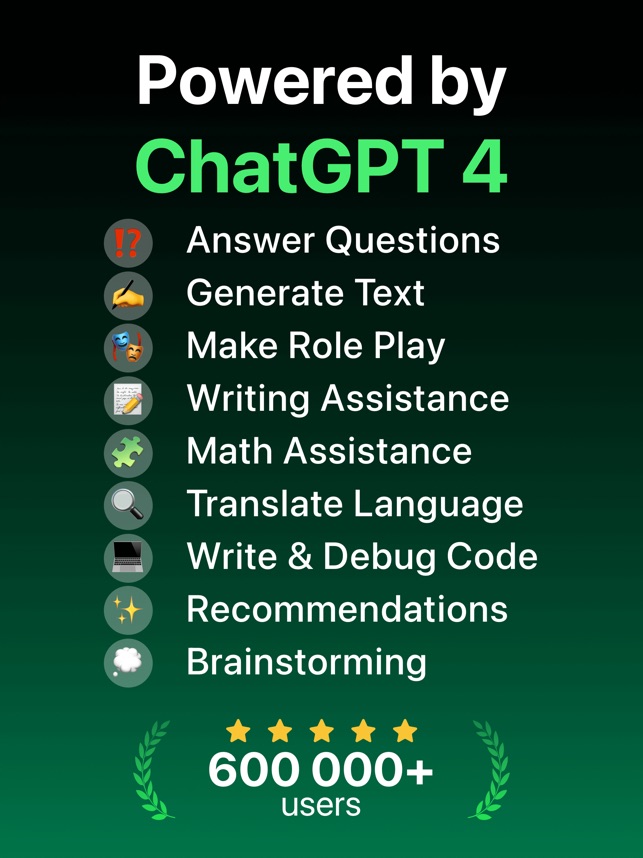 Powered by
ChatGPT 4
Answer Questions
Generate Text
Make Role Play
Writing Assistance
Math Assistance
Translate Language
Write & Debug Code
Recommendations
Brainstorming
600 000+
users